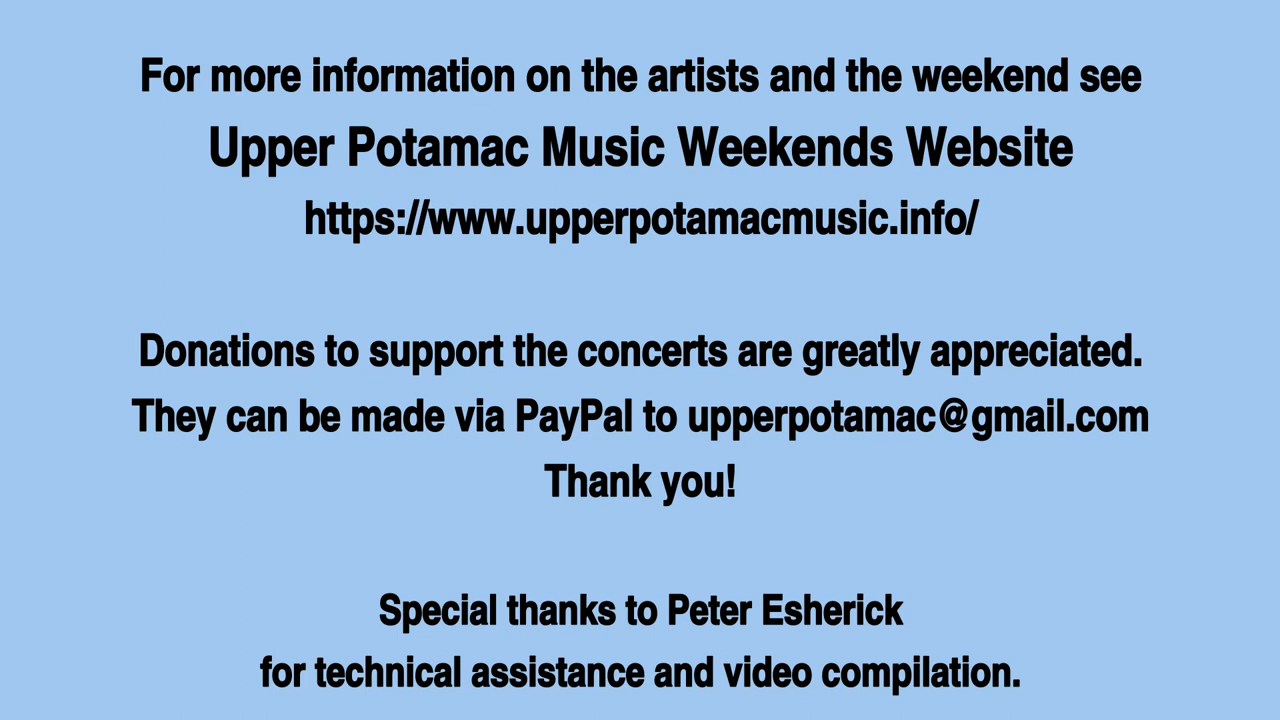 For more information on the artists and the weekend see
Upper Potamac Music Weekends Website
https://www.upperpotamacmusic.info/
Donations to support the concerts are greatly appreciated.
They can be made via PayPal to upperpotamac@gmail.com
Thank you!
Special thanks to Peter Esherick
for technical assistance and video compilation.